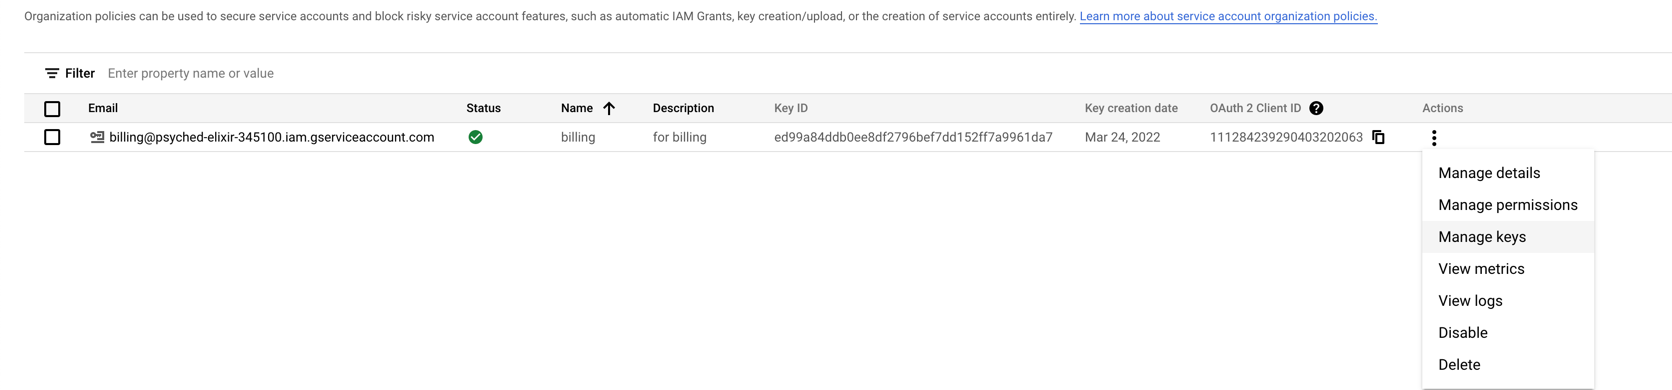 Organization policies can be used to secure service accounts and block risky service account features, such as automatic IAM Grants, key creation/upload, or the creation of service accounts entirely. Learn more about service account organization policies.
Filter Enter property name or value
Email Status Name Description Key ID Key creation date OAuth 2 Client ID Actions
billing@psyched-elixir-345100.iam.gserviceaccount.com billing for billing ed99a84ddb0ee8df2796bef7dd152ff7a9961da7 Mar 24, 2022 111284239290403202063
Manage details
Manage permissions
Manage keys
View metrics
View logs
Disable
Delete